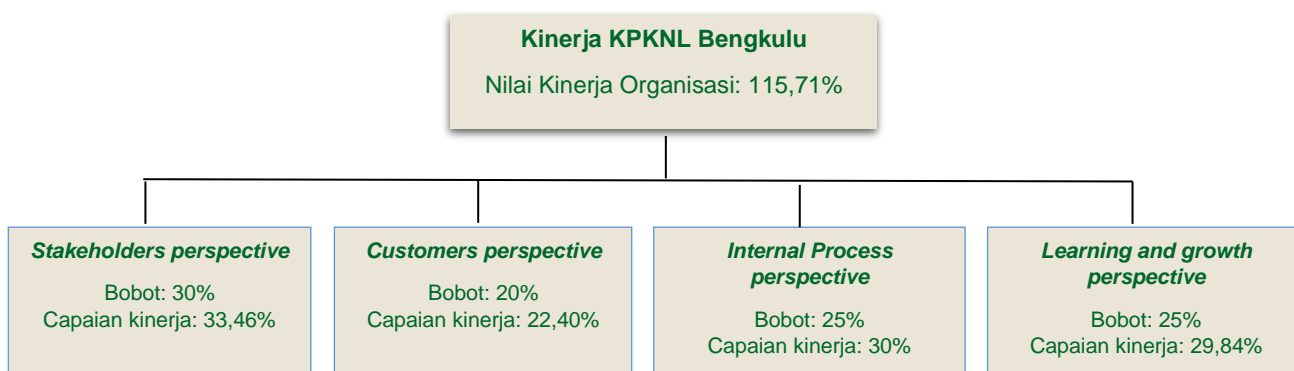 Kinerja KPKNL Bengkulu
Nilai Kinerja Organisasi: 115,71%
Stakeholders perspective
Bobot: 30%
Capaian kinerja: 33,46%
Customers perspective
Bobot: 20%
Capaian kinerja: 22,40%
Internal Process
perspective
Bobot: 25%
Capaian kinerja: 30%
Learning and growth
perspective
Bobot: 25%
Capaian kinerja: 29,84%